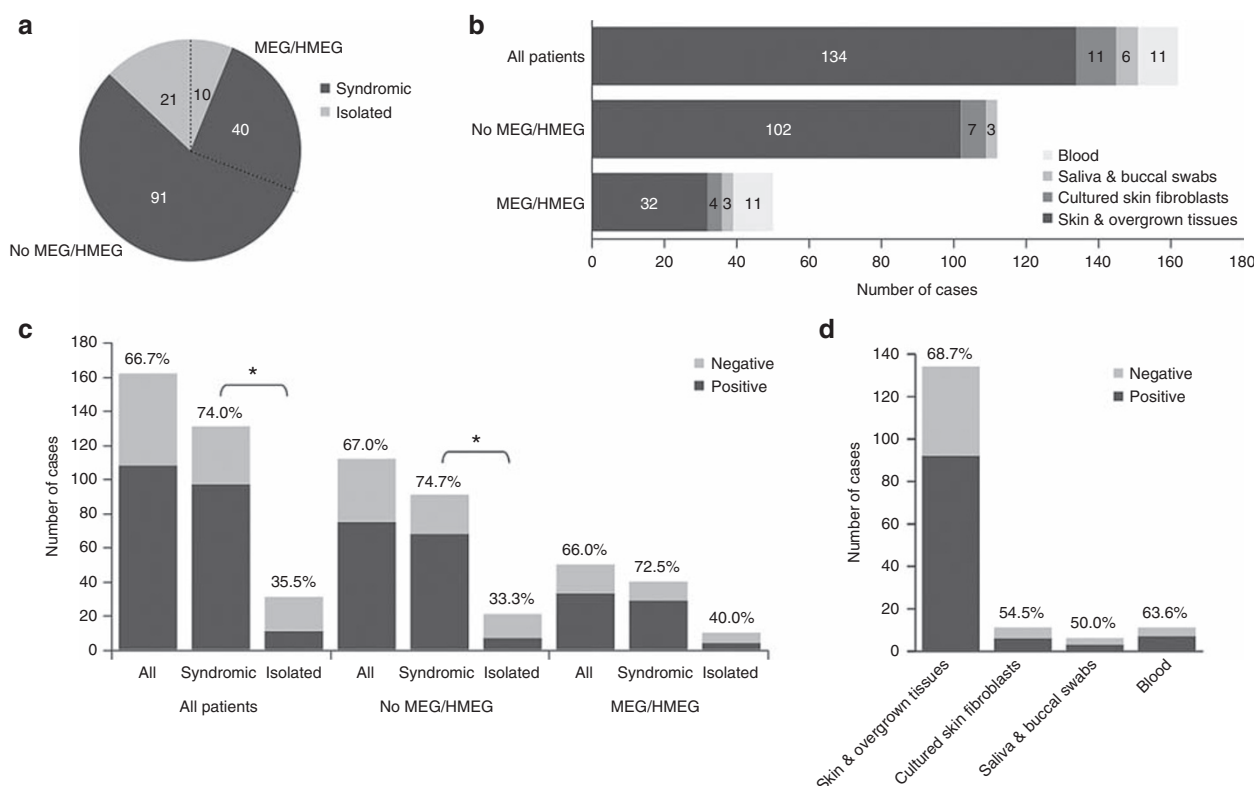 a
MEG/HMEG
21
10
40
91
No MEG/HMEG
Syndromic
Isolated
b
All patients
134
11
6
11
No MEG/HMEG
102
7
3
MEG/HMEG
32
4
3
11
Blood
Saliva & buccal swabs
Cultured skin fibroblasts
Skin & overgrown tissues
0 20 40 60 80 100 120 140 160 180
Number of cases
c
Number of cases
180
160
140
120
100
80
60
40
20
0
66.7%
74.0%
*
35.5%
67.0%
74.7%
*
33.3%
66.0%
72.5%
40.0%
Negative
Positive
All Syndromic Isolated All Syndromic Isolated All Syndromic Isolated
All patients No MEG/HMEG MEG/HMEG
d
Number of cases
140
120
100
80
60
40
20
0
68.7%
54.5%
50.0%
63.6%
Negative
Positive
Skin & overgrown tissues
Cultured skin fibroblasts
Saliva & buccal swabs
Blood